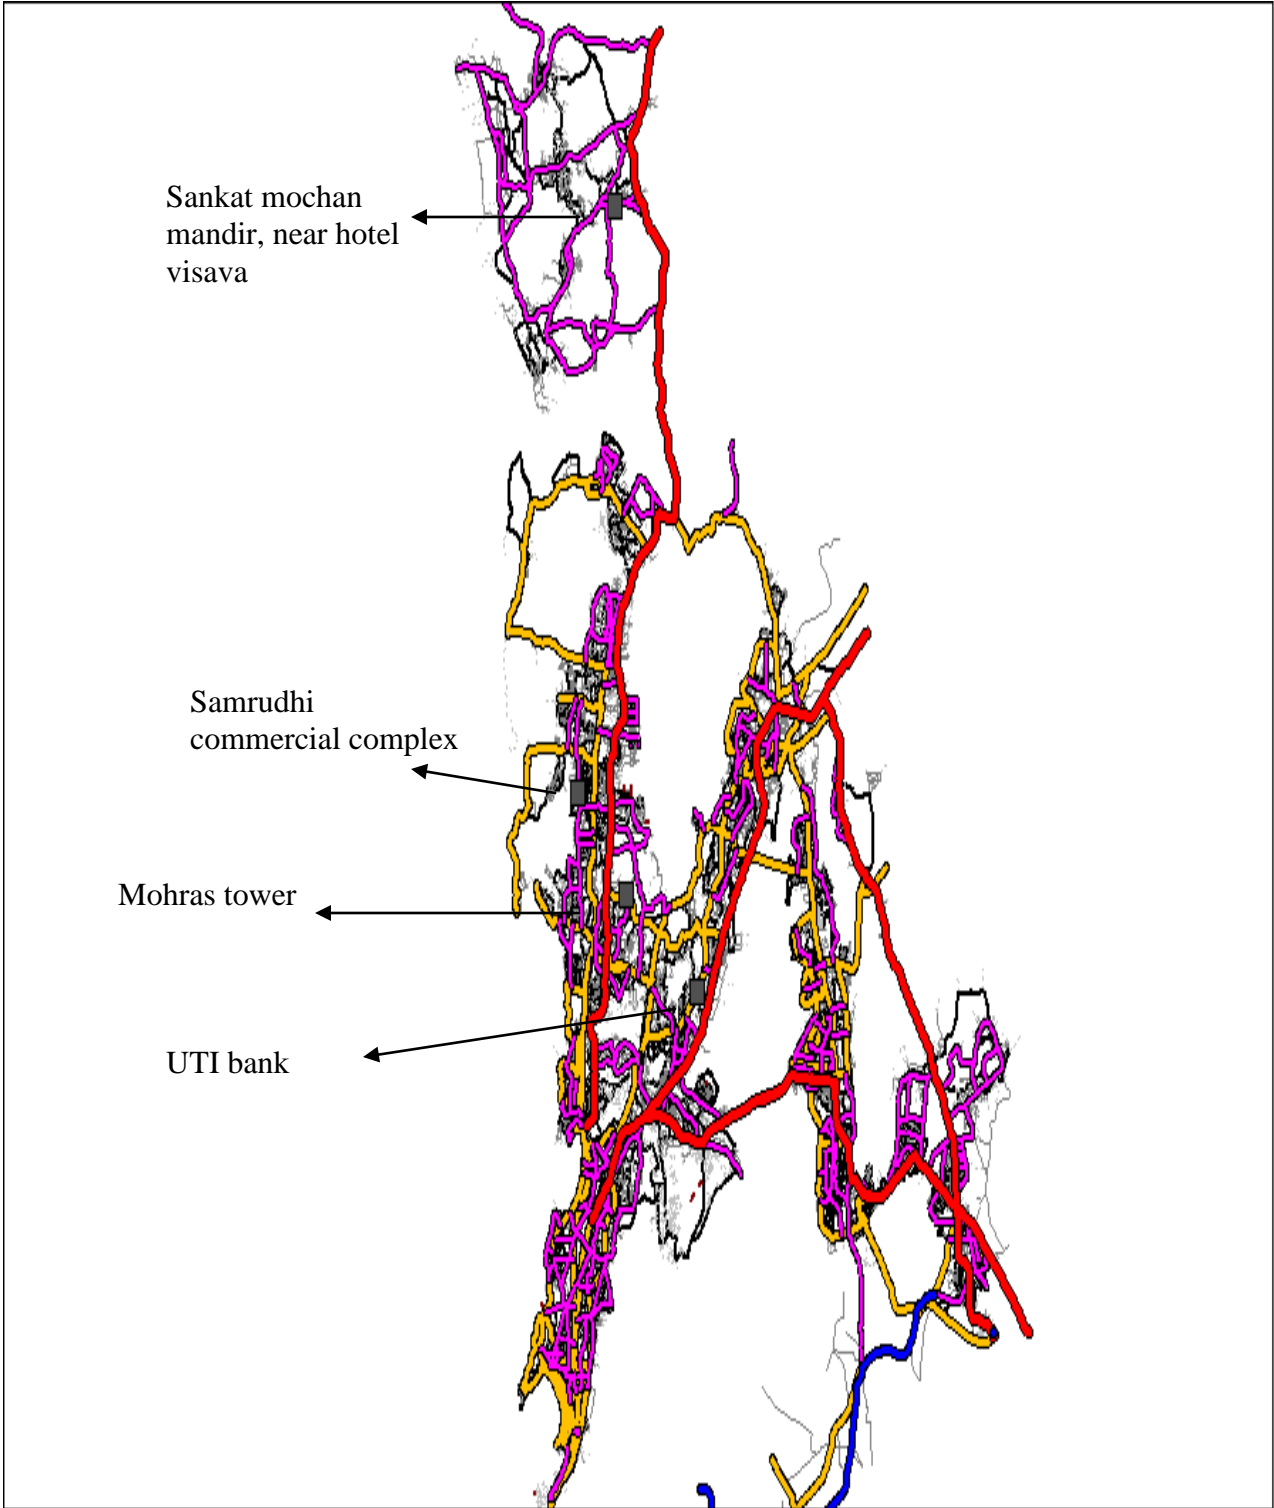 Sankat mochan
mandir, near hotel
visava
Samrudhi
commercial complex
Mohras tower
UTI bank